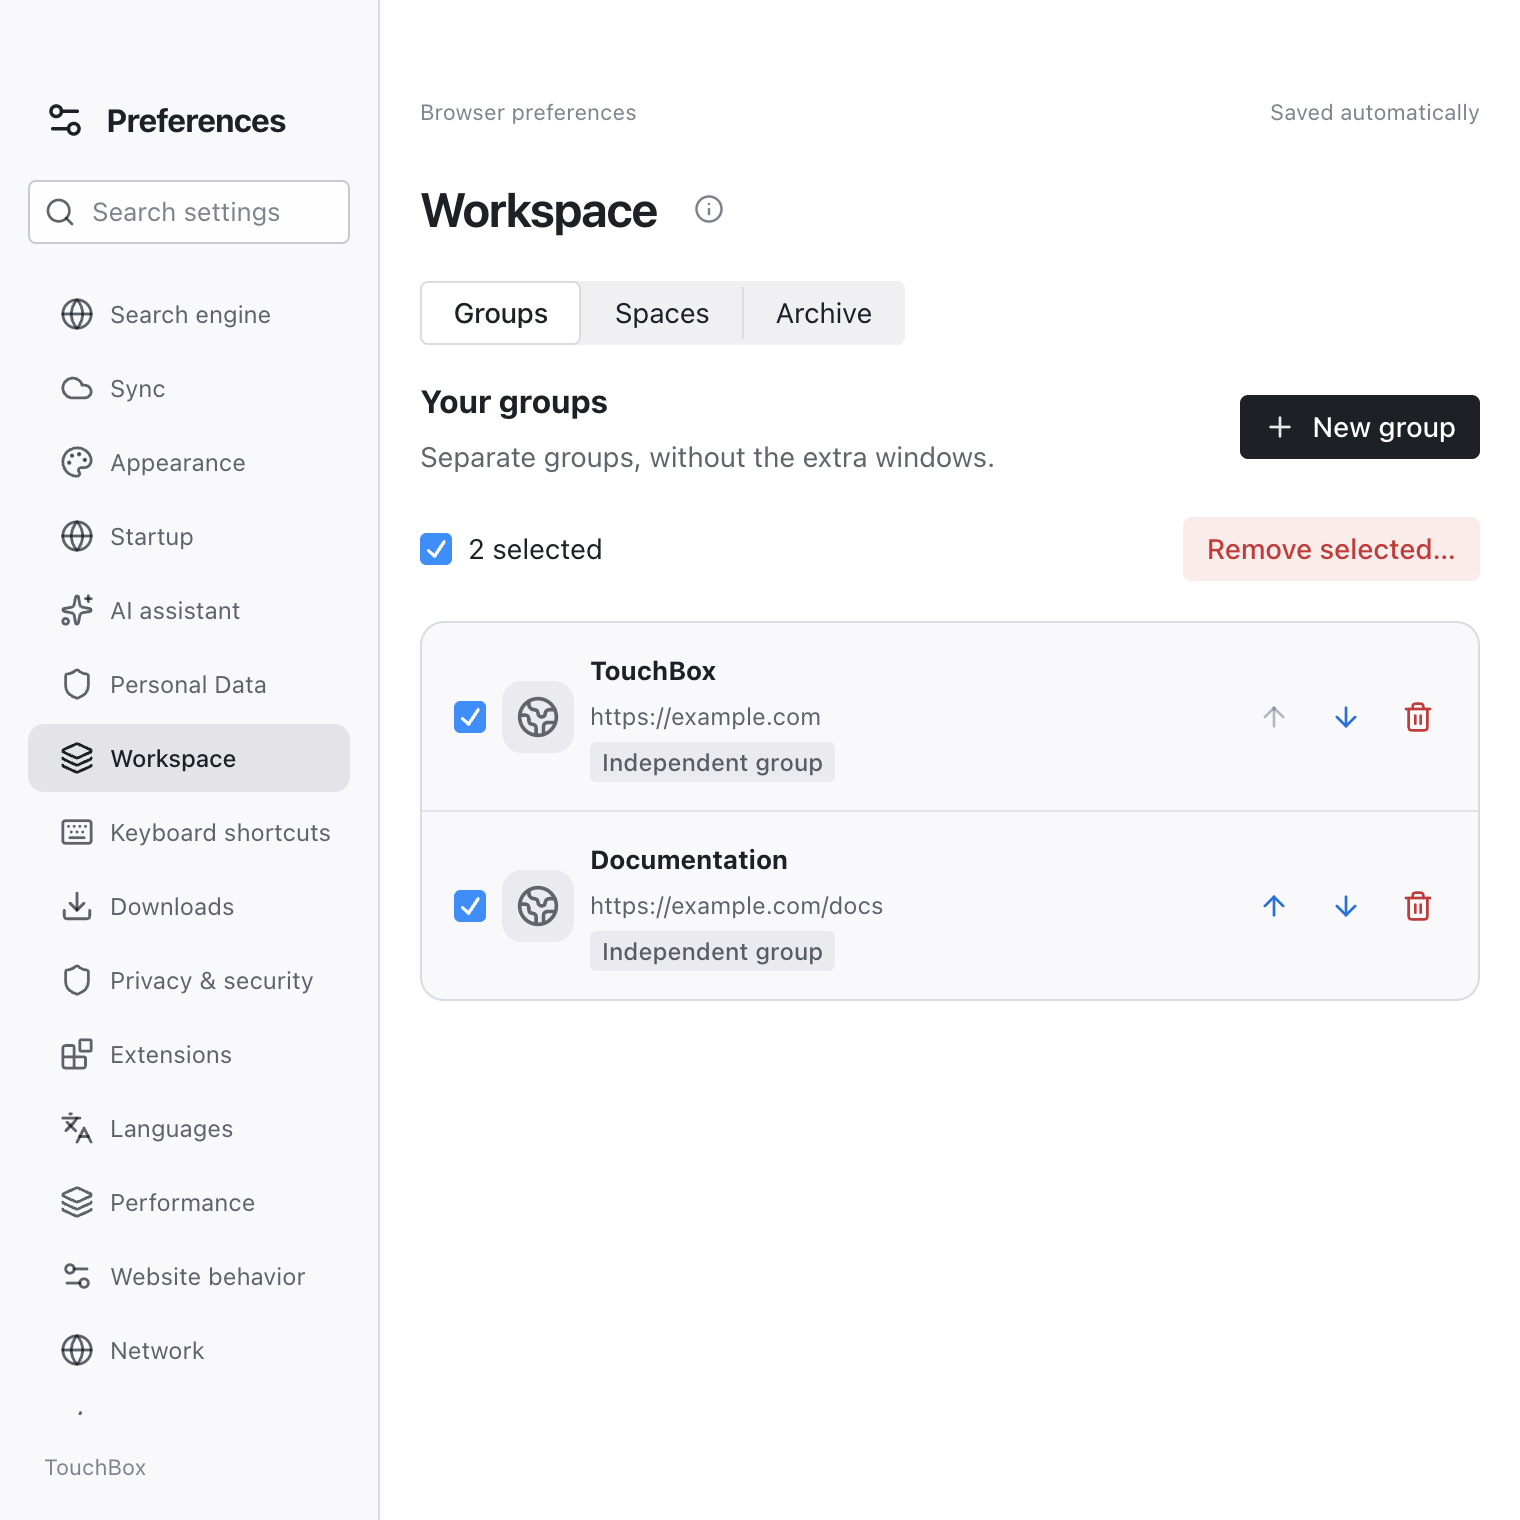 Preferences
Search settings
Search engine
Sync
Appearance
Startup
AI assistant
Personal Data
Workspace
Keyboard shortcuts
Downloads
Privacy & security
Extensions
Languages
Performance
Website behavior
Network
TouchBox
Browser preferences
Saved automatically
Workspace
Groups
Spaces
Archive
Your groups
Separate groups, without the extra windows.
New group
2 selected
Remove selected...
TouchBox
https://example.com
Independent group
Documentation
https://example.com/docs
Independent group